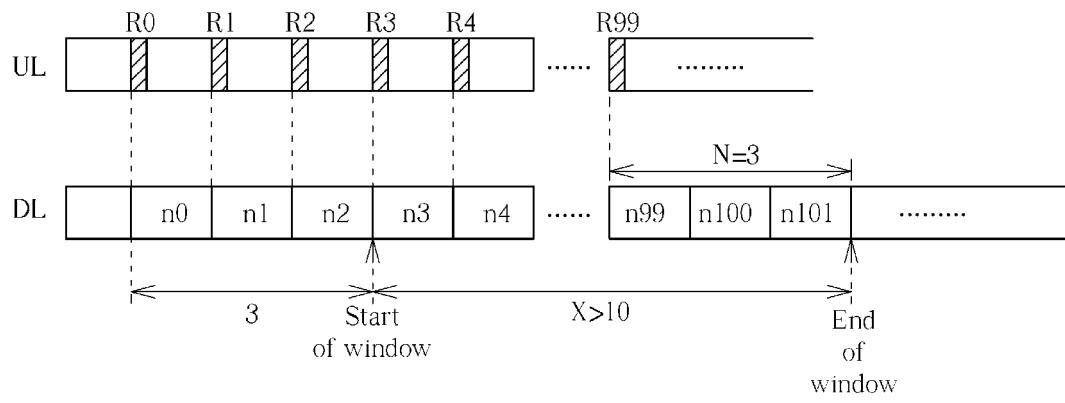 R0 R1 R2 R3 R4 R99
UL ...... .........
N=3
DL n0 n1 n2 n3 n4 ...... n99 n100 n101 .........
3 X>10
Start
of window
End
of
window